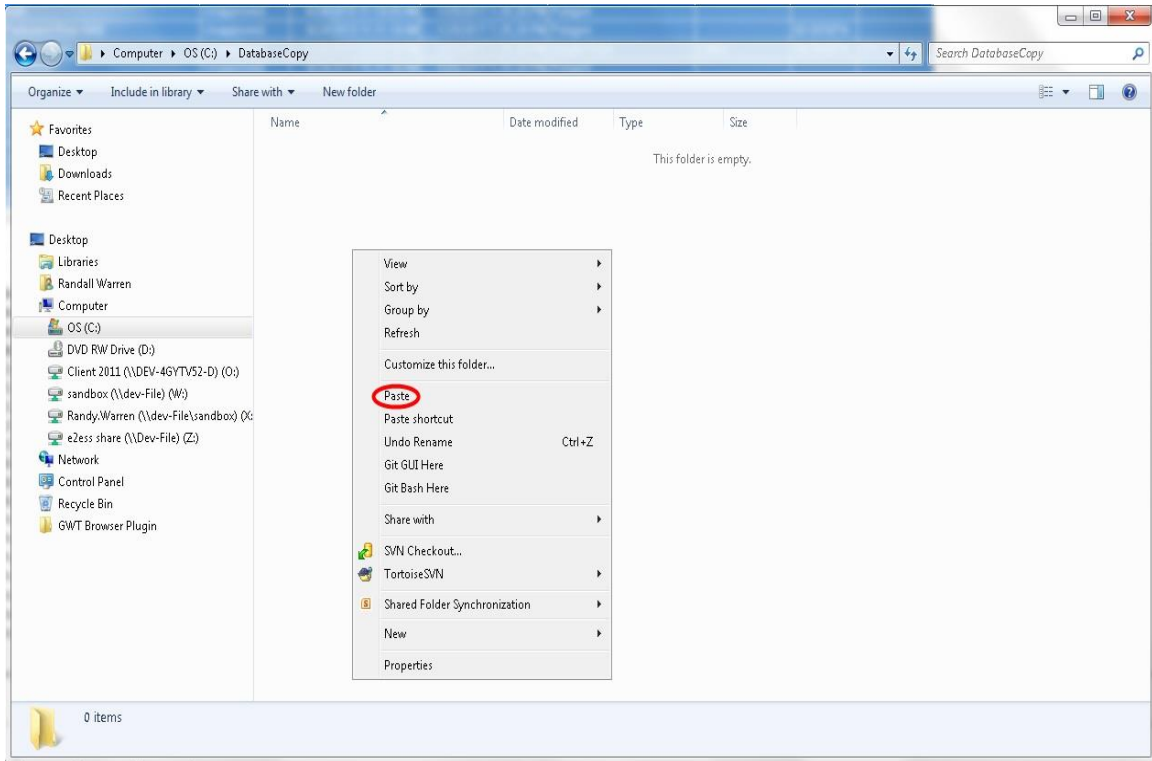 Computer OS (C:) DatabaseCopy
Search DatabaseCopy
Organize Include in library Share with New folder
Name Date modified Type Size
This folder is empty.
Favorites
Desktop
Downloads
Recent Places
Desktop
Libraries
Randall Warren
Computer
OS (C:)
DVD RW Drive (D:)
Client 2011 (\\DEV-4GYTV52-D) (O:)
sandbox (\\dev-File) (W:)
Randy.Warren (\\dev-File\sandbox) (X:
e2ess share (\\Dev-File) (Z:)
Network
Control Panel
Recycle Bin
GWT Browser Plugin
View
Sort by
Group by
Refresh
Customize this folder...
Paste
Paste shortcut
Undo Rename Ctrl+Z
Git GUI Here
Git Bash Here
Share with
SVN Checkout...
TortoiseSVN
Shared Folder Synchronization
New
Properties
0 items